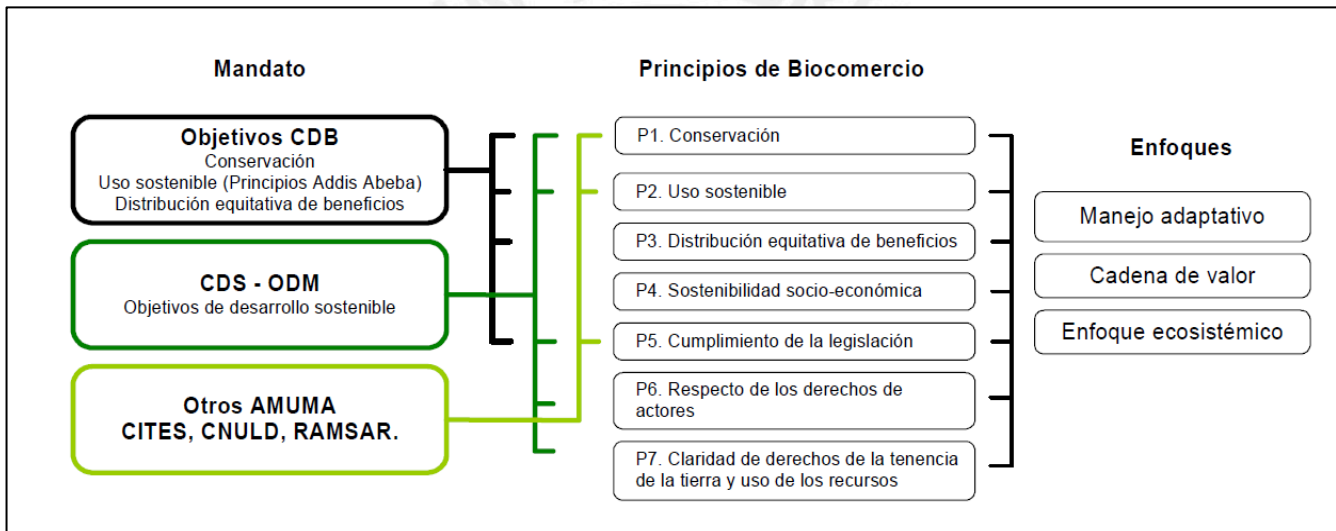 Mandato
Objetivos CDB
Conservación
Uso sostenible (Principios Addis Abeba)
Distribución equitativa de beneficios
CDS - ODM
Objetivos de desarrollo sostenible
Otros AMUMA
CITES, CNULD, RAMSAR.
Principios de Biocomercio
P1. Conservación
P2. Uso sostenible
P3. Distribución equitativa de beneficios
P4. Sostenibilidad socio-económica
P5. Cumplimiento de la legislación
P6. Respecto de los derechos de
actores
P7. Claridad de derechos de la tenencia
de la tierra y uso de los recursos
Enfoques
Manejo adaptativo
Cadena de valor
Enfoque ecosistémico